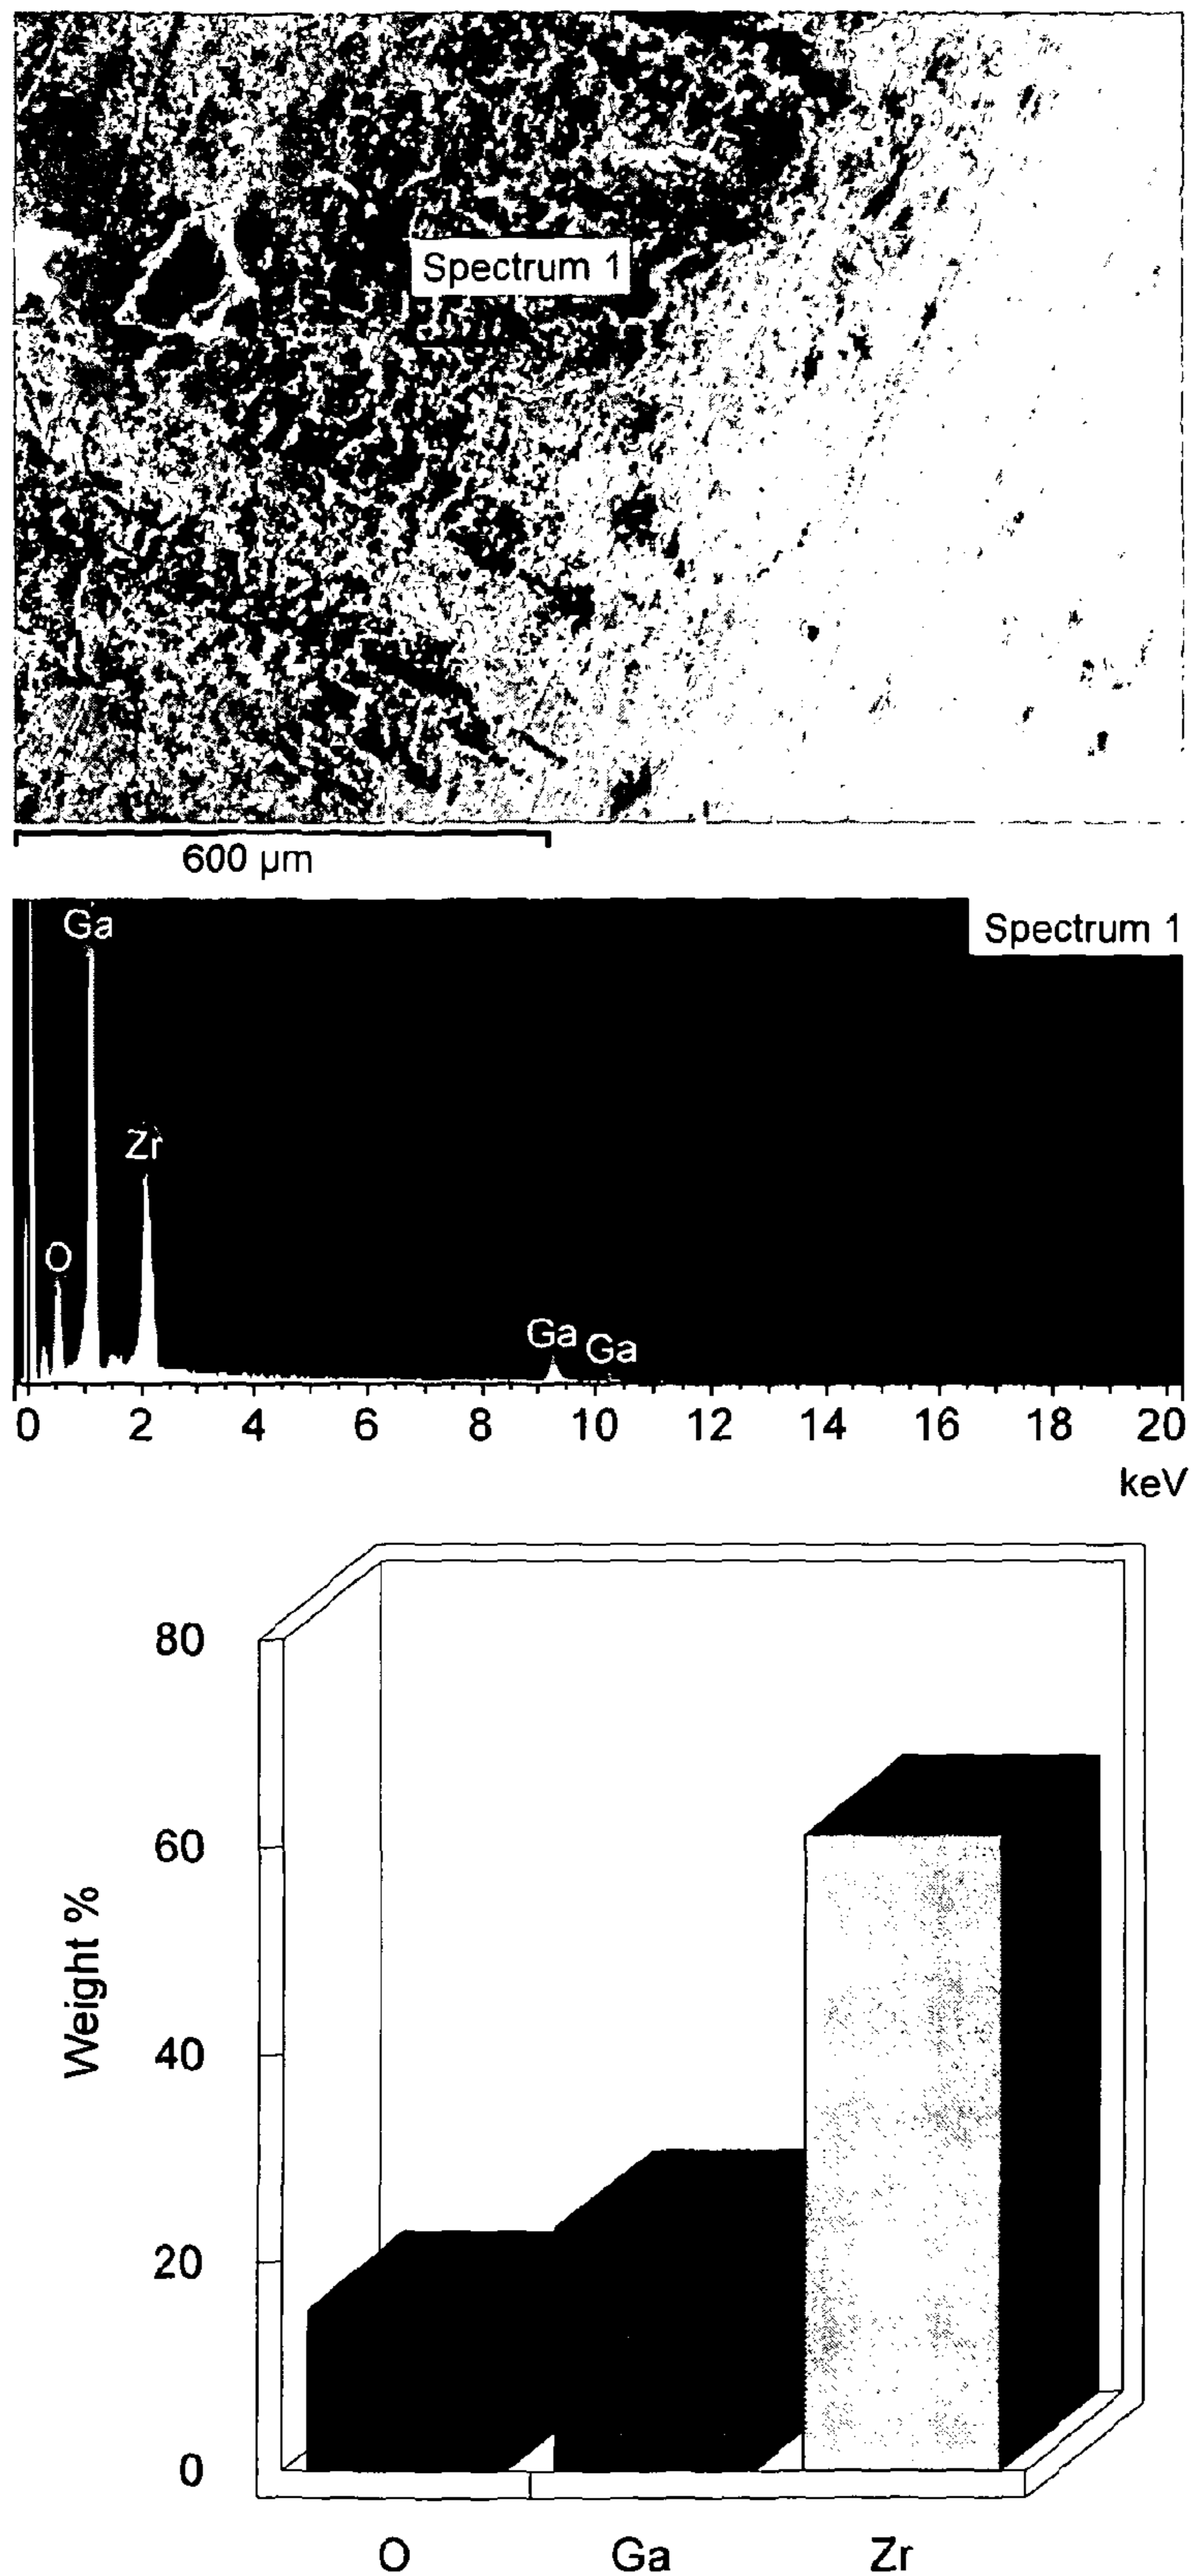 Spectrum 1
600 µm
Spectrum 1
Ga
Zr
O
Ga Ga
0 2 4 6 8 10 12 14 16 18 20
keV
80
60
40
20
0
Weight %
O Ga Zr